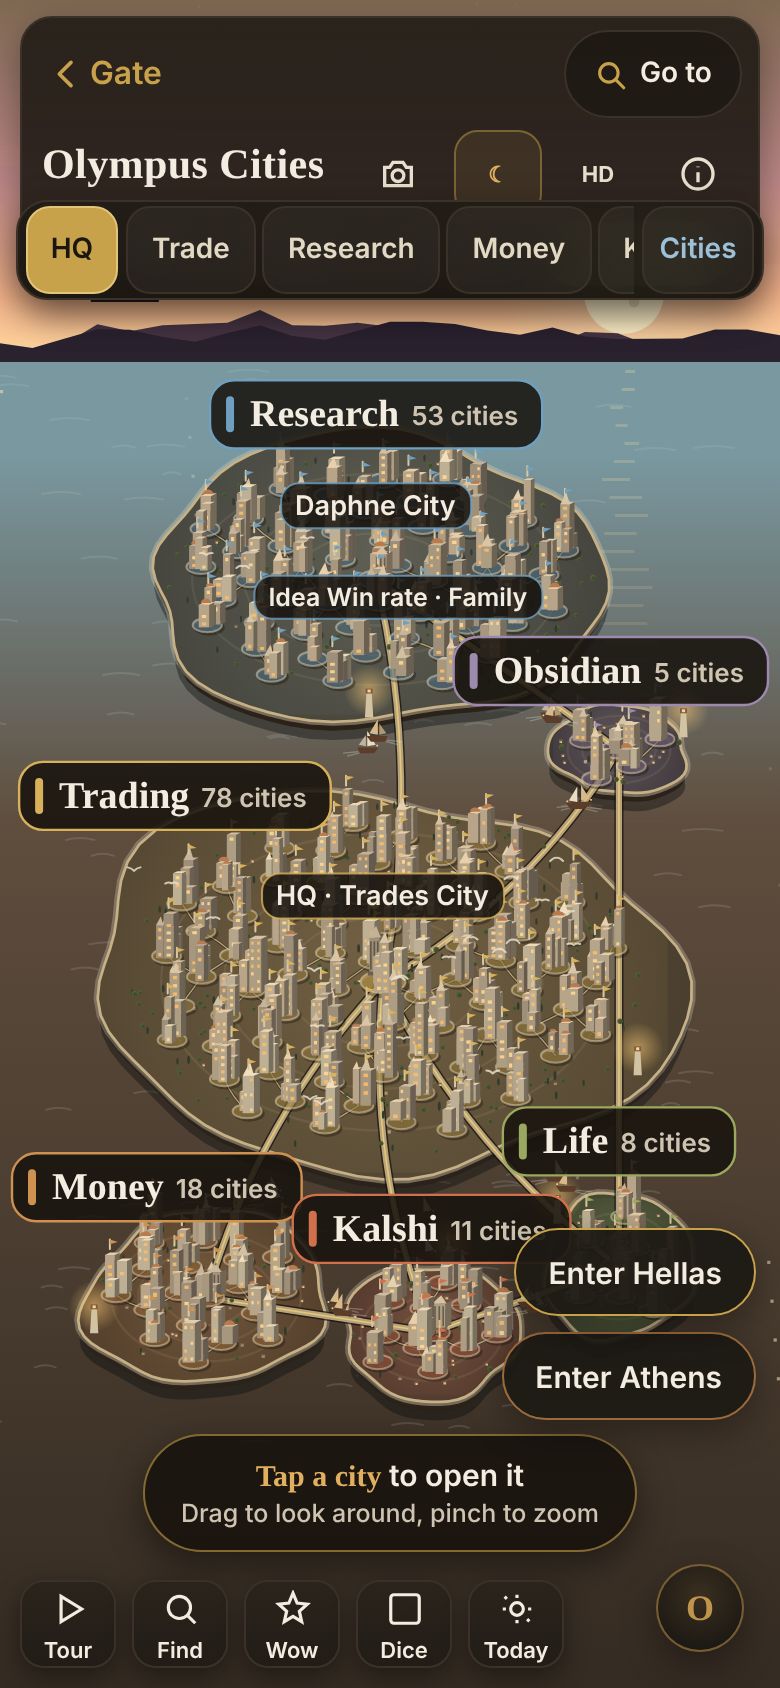 Gate
Go to
Olympus Cities
HD
HQ
Trade
Research
Money
Cities
Research 53 cities
Daphne City
Idea Win rate · Family
Obsidian 5 cities
Trading 78 cities
HQ · Trades City
Life 8 cities
Money 18 cities
Kalshi 11 cities
Enter Hellas
Enter Athens
Tap a city to open it
Drag to look around, pinch to zoom
Tour
Find
Wow
Dice
Today
O